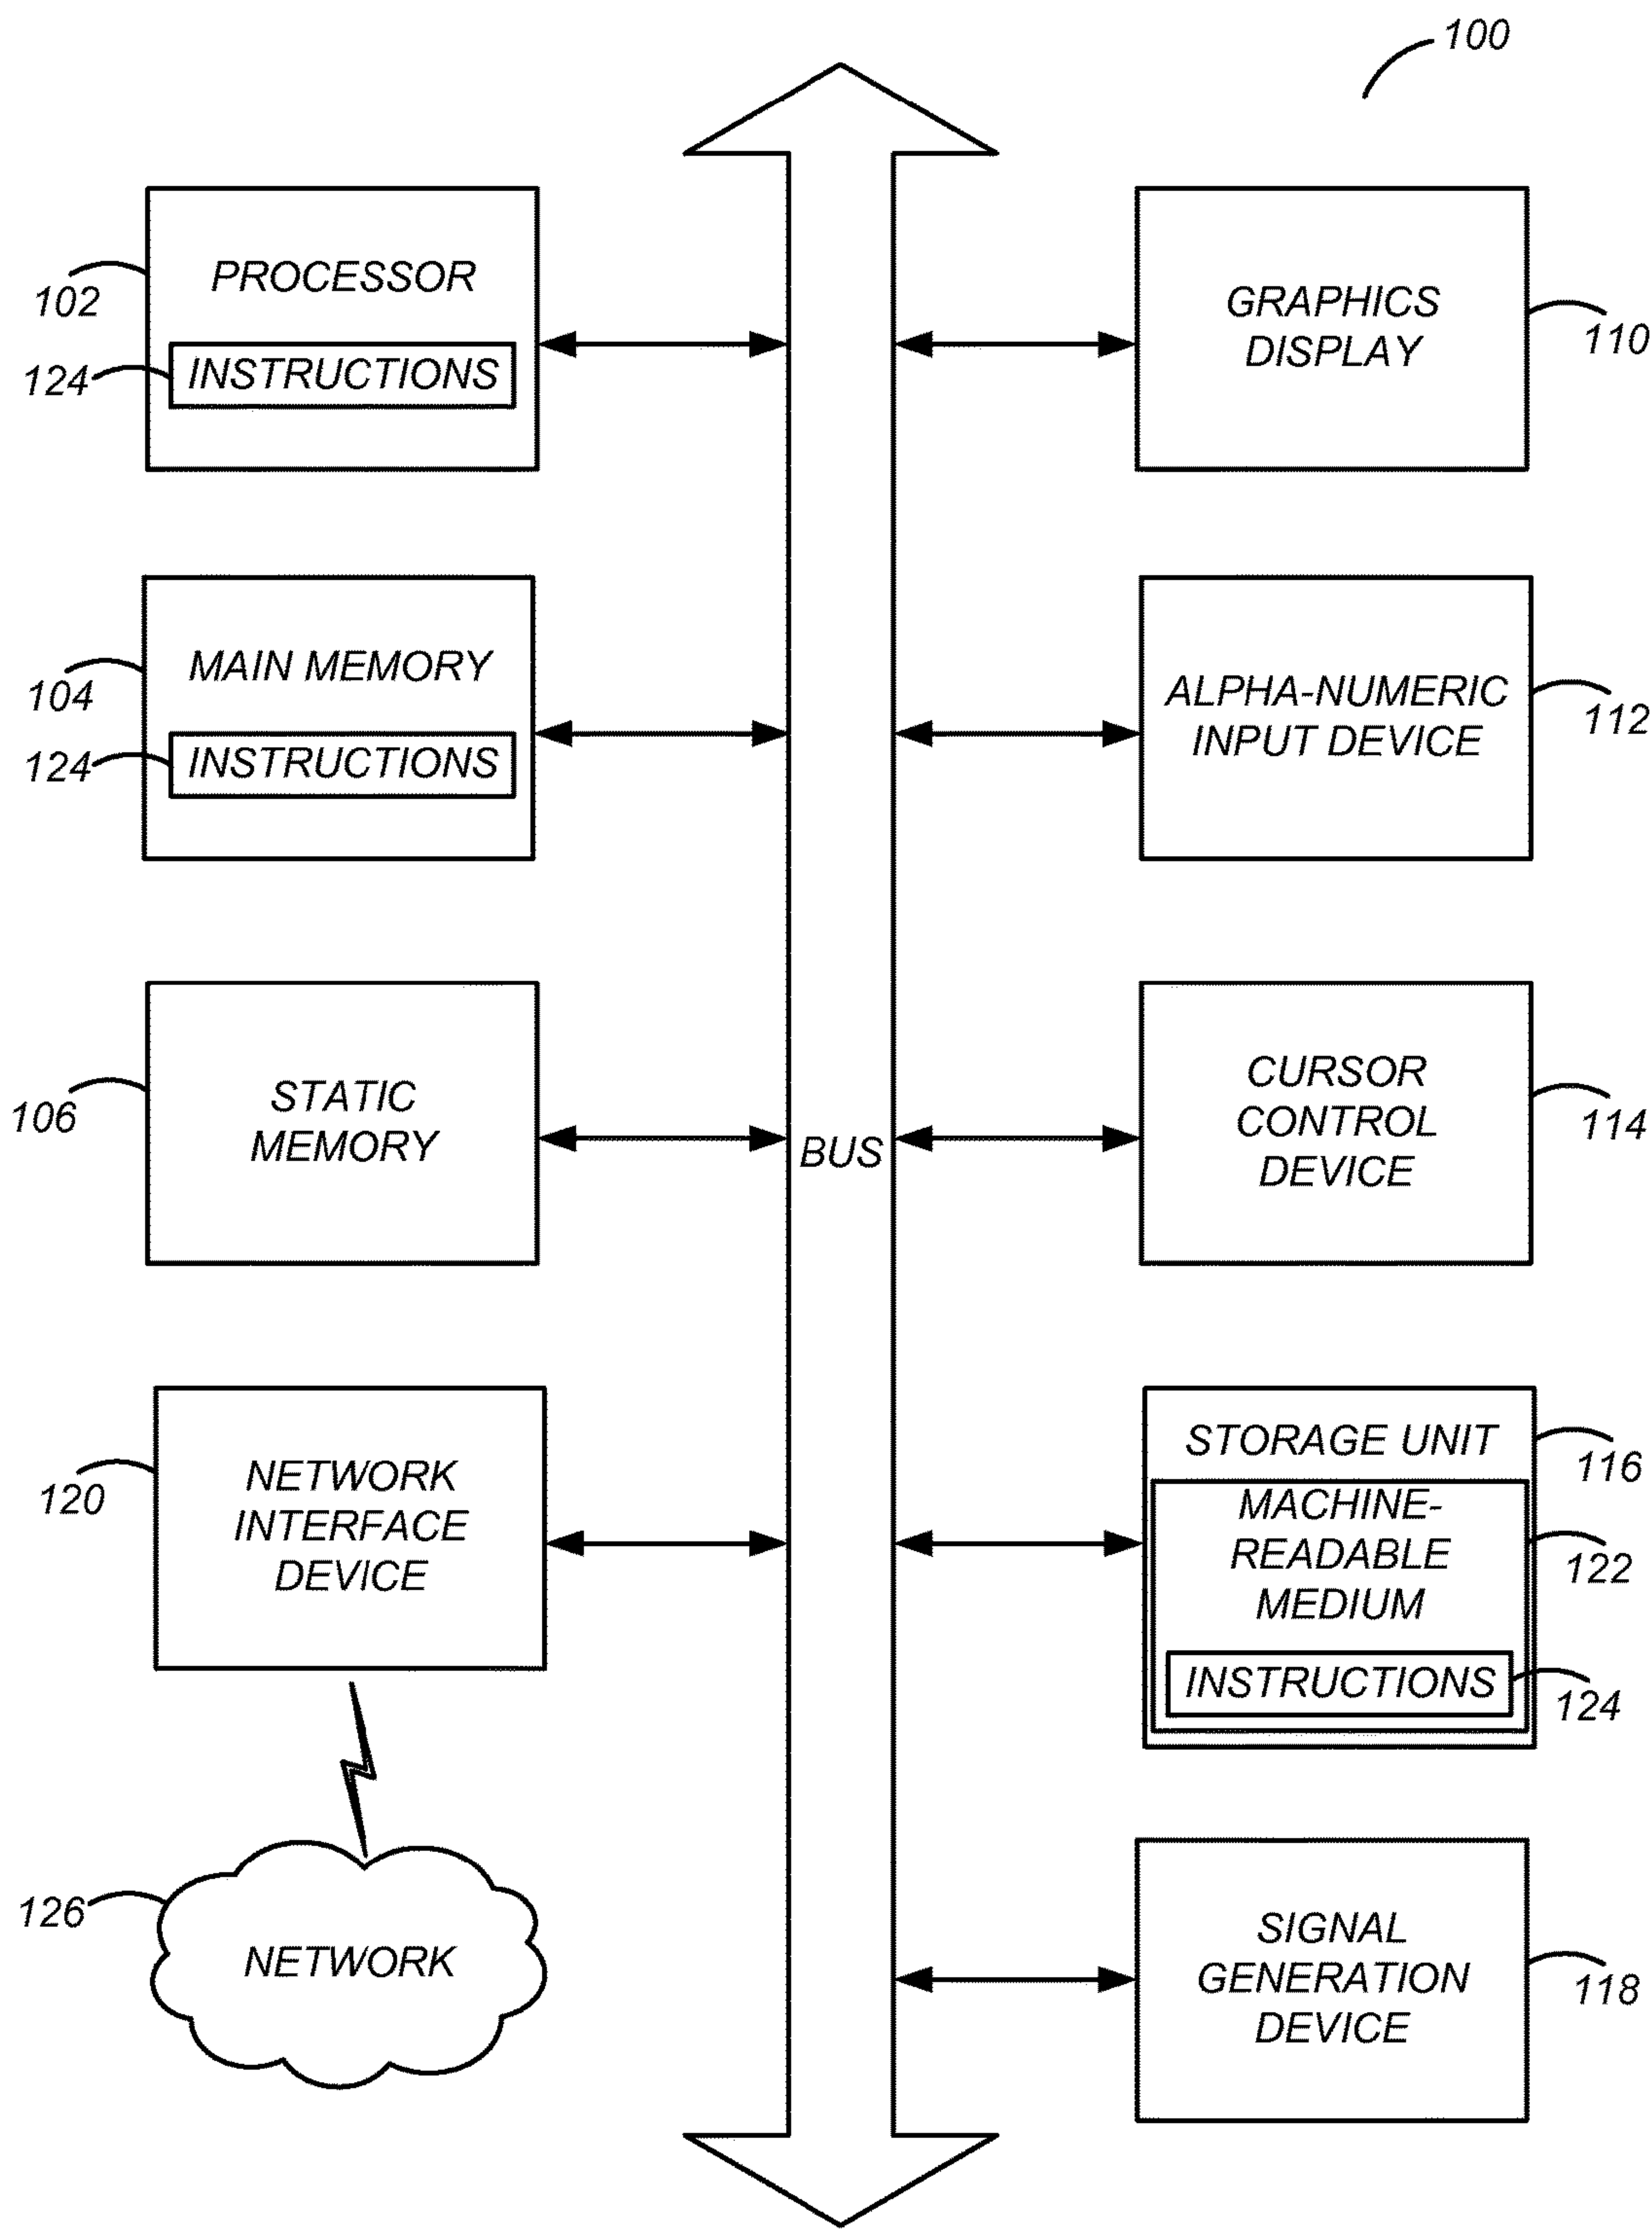 100
PROCESSOR
102
124
INSTRUCTIONS
GRAPHICS
DISPLAY
110
MAIN MEMORY
104
124
INSTRUCTIONS
ALPHA-NUMERIC
INPUT DEVICE
112
STATIC
MEMORY
106
BUS
CURSOR
CONTROL
DEVICE
114
NETWORK
INTERFACE
DEVICE
120
STORAGE UNIT
116
MACHINE-
READABLE
MEDIUM
122
INSTRUCTIONS
124
126
NETWORK
SIGNAL
GENERATION
DEVICE
118